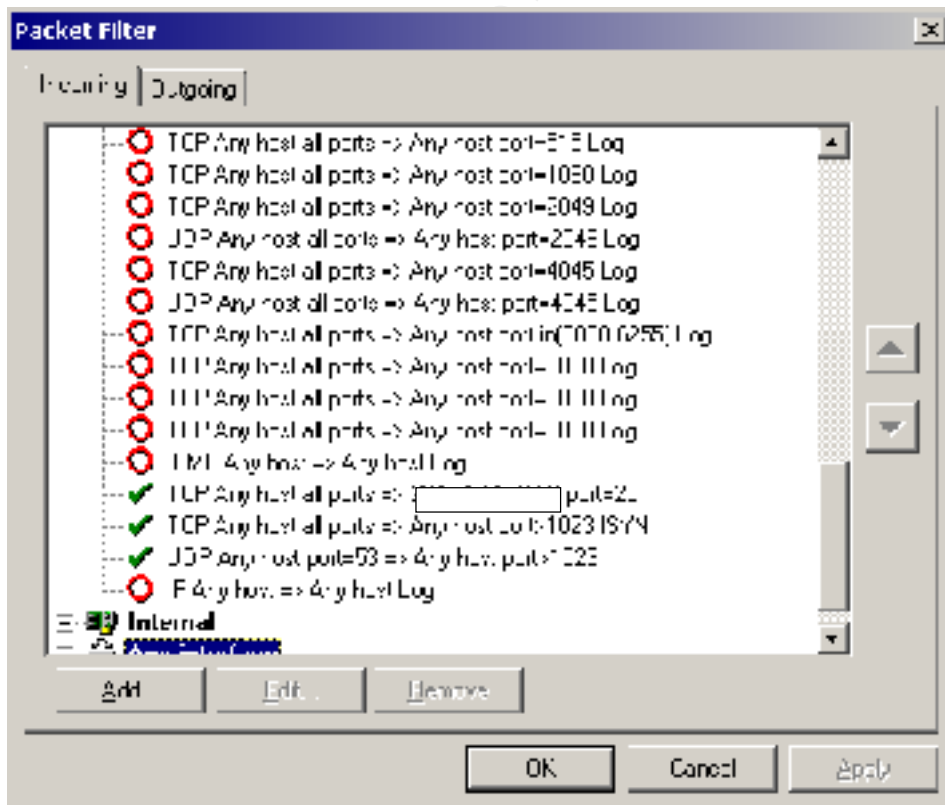 Packet Filter
Incoming Outgoing
TCP Any host all ports => Any host port=515 Log
TCP Any host all ports => Any host port=1080 Log
TCP Any host all ports => Any host port=2049 Log
UDP Any host all ports => Any host port=2049 Log
TCP Any host all ports => Any host port=4045 Log
UDP Any host all ports => Any host port=4045 Log
TCP Any host all ports => Any host port in Log
TCP Any host all ports => Any host port= Log
TCP Any host all ports => Any host port= Log
TCP Any host all ports => Any host port= Log
Any host => Any host Log
TCP Any host all ports => port=
TCP Any host all ports => Any host port>1023 !SYN
UDP Any host port=53 => Any host port>1023
IP Any host => Any host Log
Internal
Add Edit... Remove
OK Cancel Apply